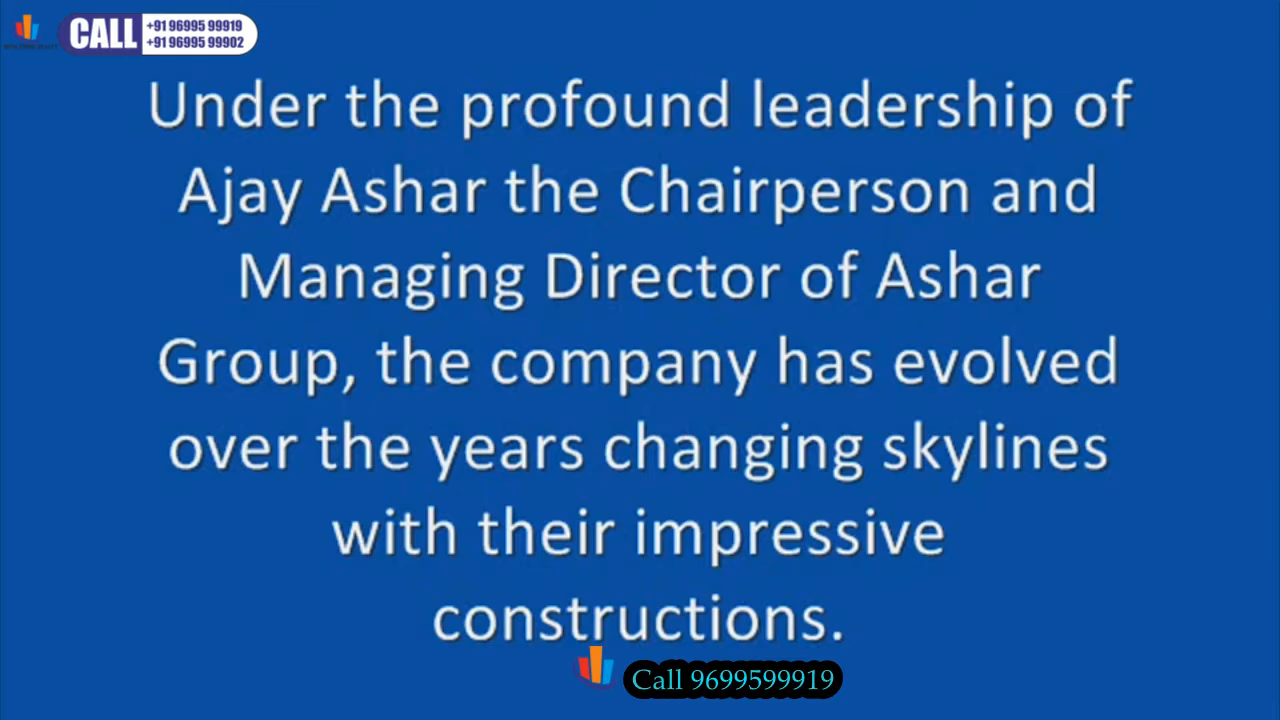 CALL
+91 96995 99919
+91 96995 99902
Under the profound leadership of
Ajay Ashar the Chairperson and
Managing Director of Ashar
Group, the company has evolved
over the years changing skylines
with their impressive
constructions.
Call 9699599919